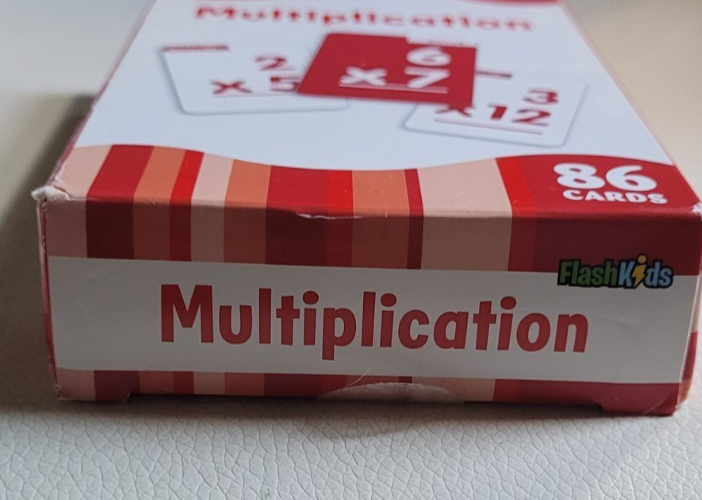 Multiplication
2
x 5
6
x 7
3
x 12
86
CARDS
FlashKids
Multiplication